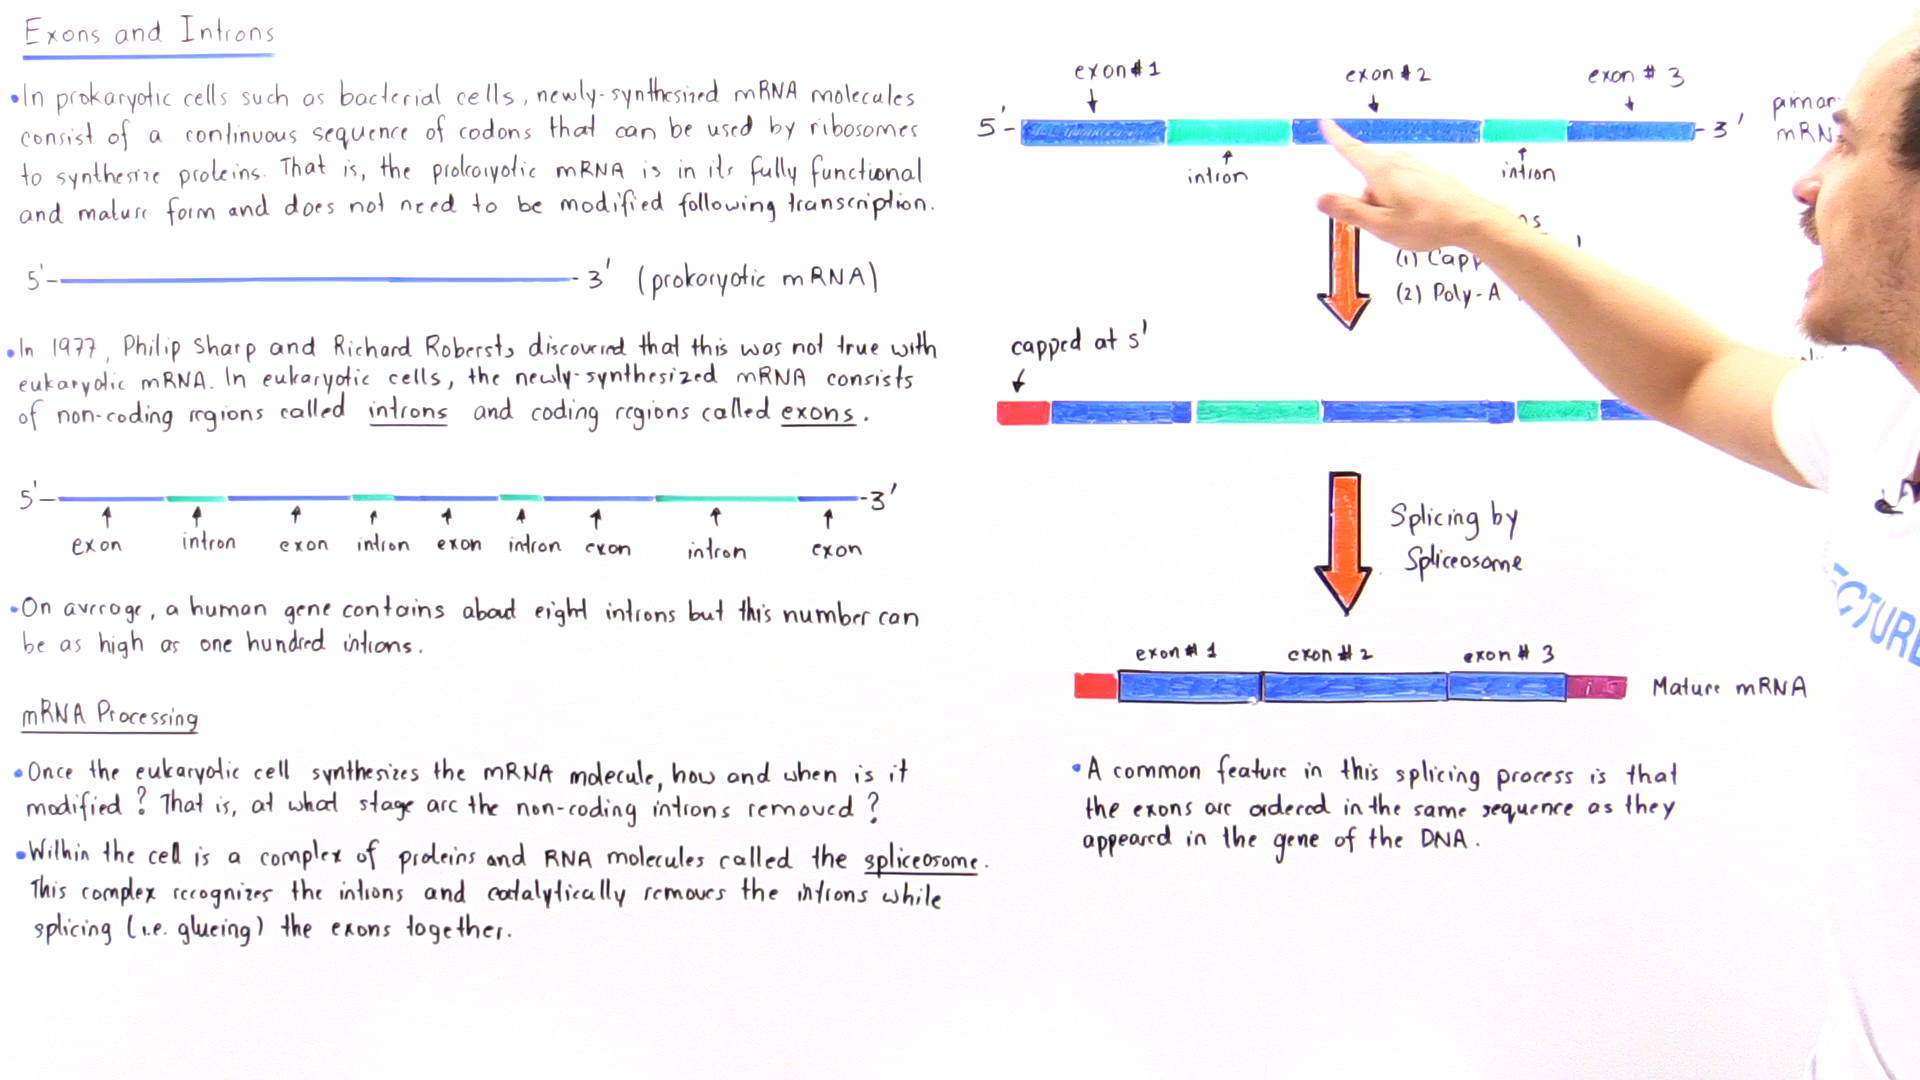 Exons and Introns
• In prokaryotic cells such as bacterial cells, newly-synthesized mRNA molecules
consist of a continuous sequence of codons that can be used by ribosomes
to synthesize proteins. That is, the prokaryotic mRNA is in its fully functional
and mature form and does not need to be modified following transcription.
5' 3' (prokaryotic mRNA)
• In 1977, Philip Sharp and Richard Robersts discovered that this was not true with
eukaryotic mRNA. In eukaryotic cells, the newly-synthesized mRNA consists
of non-coding regions called introns and coding regions called exons.
5' 3'
exon intron exon intron exon intron exon intron exon
• On average, a human gene contains about eight introns but this number can
be as high as one hundred introns.
mRNA Processing
• Once the eukaryotic cell synthesizes the mRNA molecule, how and when is it
modified? That is, at what stage are the non-coding introns removed?
• Within the cell is a complex of proteins and RNA molecules called the spliceosome.
This complex recognizes the introns and catalytically removes the introns while
splicing (i.e. glueing) the exons together.
exon # 1 exon # 2 exon # 3
5' 3'
mRN
intron intron
(1) Capp
(2) Poly-A
capped at 5'
Splicing by
Spliceosome
exon # 1 exon # 2 exon # 3
Mature mRNA
• A common feature in this splicing process is that
the exons are ordered in the same sequence as they
appeared in the gene of the DNA.
ECTURE